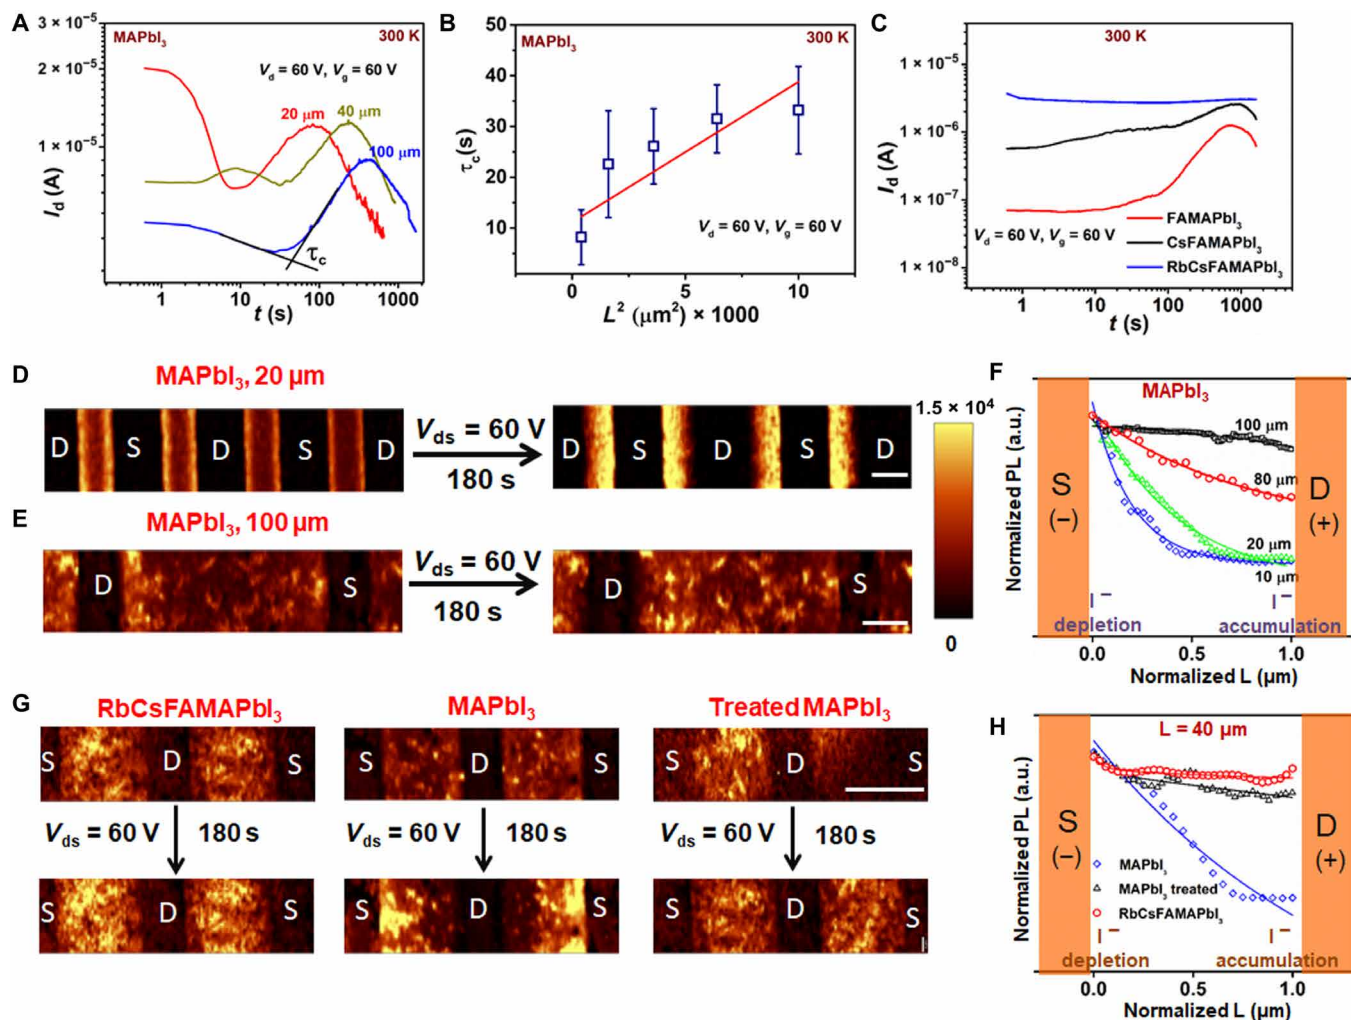 A
I_d (A)
3 × 10⁻⁵
2 × 10⁻⁵
1 × 10⁻⁵
MAPbI₃
300 K
V_d = 60 V, V_g = 60 V
20 μm
40 μm
100 μm
τ_c
1
10
100
1000
t (s)
B
τ_c(s)
50
40
30
20
10
MAPbI₃
300 K
V_d = 60 V, V_g = 60 V
0
5
10
L² (μm²) × 1000
C
I_d (A)
1 × 10⁻⁵
1 × 10⁻⁶
1 × 10⁻⁷
1 × 10⁻⁸
300 K
V_d = 60 V, V_g = 60 V
FAMAPbI₃
V_d = 60 V, V_g = 60 V
CsFAMAPbI₃
RbCsFAMAPbI₃
1
10
100
1000
t (s)
D
MAPbI₃, 20 μm
D S D S D
V_ds = 60 V
180 s
D S D S D
1.5 × 10⁴
0
E
MAPbI₃, 100 μm
D S
V_ds = 60 V
180 s
D S
F
Normalized PL (a.u.)
MAPbI₃
S
(−)
D
(+)
100 μm
80 μm
20 μm
10 μm
I⁻
I⁻
depletion
accumulation
0.0
0.5
1.0
Normalized L (μm)
G
RbCsFAMAPbI₃
S D S
V_ds = 60 V
180 s
S D S
MAPbI₃
S D S
V_ds = 60 V
180 s
S D S
Treated MAPbI₃
S D S
V_ds = 60 V
180 s
S D S
H
Normalized PL (a.u.)
L = 40 μm
S
(−)
D
(+)
MAPbI₃
MAPbI₃ treated
RbCsFAMAPbI₃
I⁻
I⁻
depletion
accumulation
0.0
0.5
1.0
Normalized L (μm)